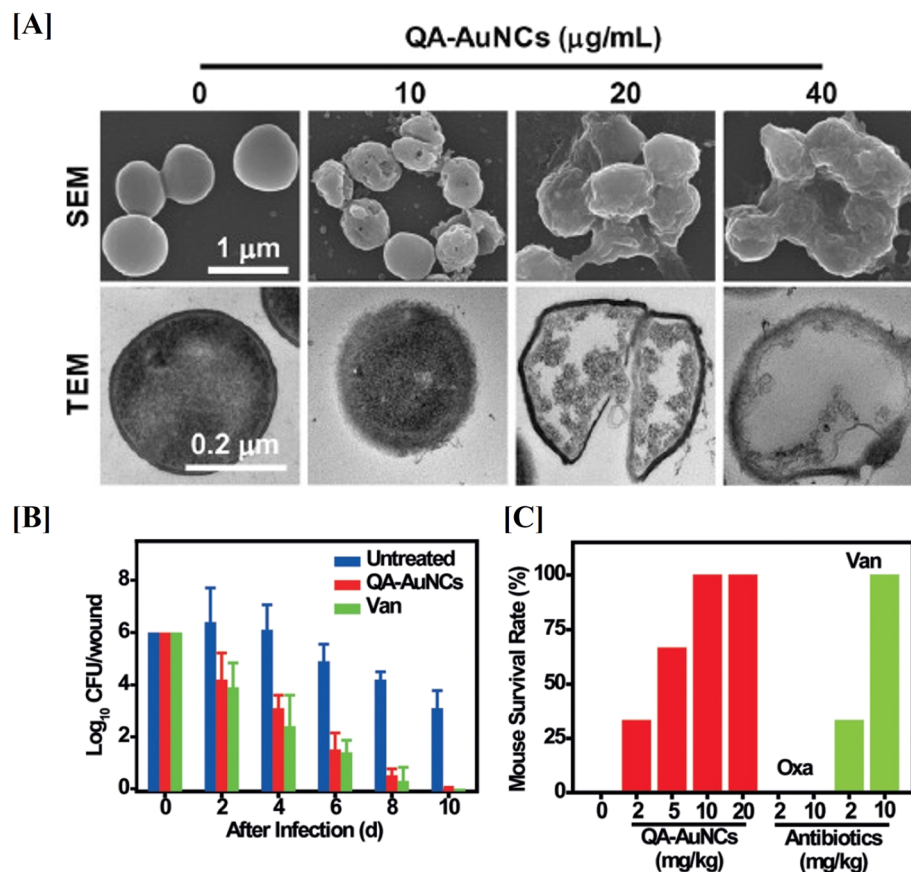 [A]
QA-AuNCs (μg/mL)
0 10 20 40
SEM
1 μm
TEM
0.2 μm
[B]
Log10 CFU/wound
8
6
4
2
0
Untreated
QA-AuNCs
Van
0 2 4 6 8 10
After Infection (d)
[C]
Mouse Survival Rate (%)
100
75
50
25
0
Van
Oxa
0 2 5 10 20 2 10 2 10
QA-AuNCs Antibiotics
(mg/kg) (mg/kg)